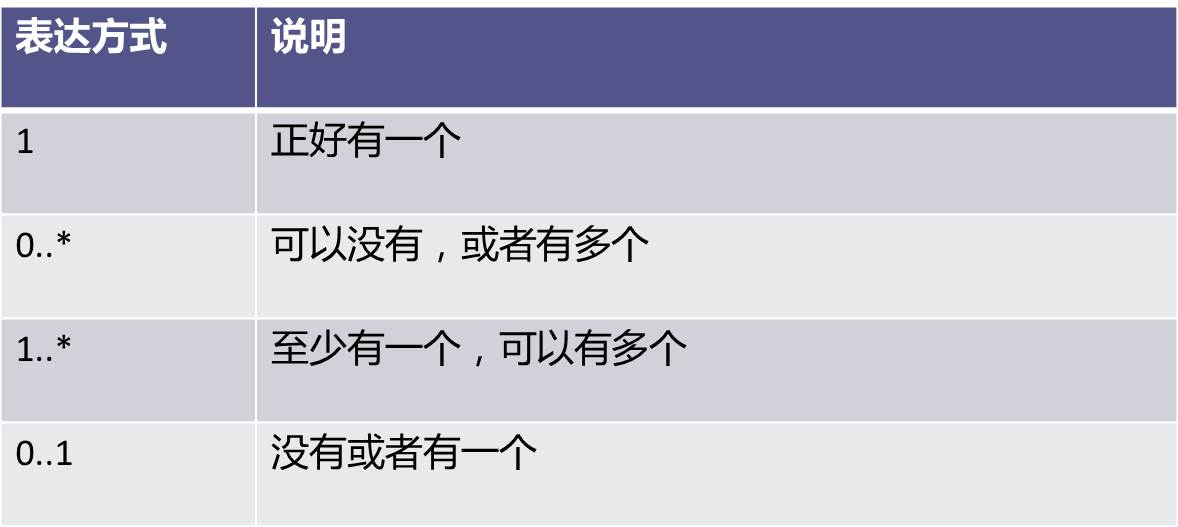 表达方式 说明
1 正好有一个
0..* 可以没有，或者有多个
1..* 至少有一个，可以有多个
0..1 没有或者有一个